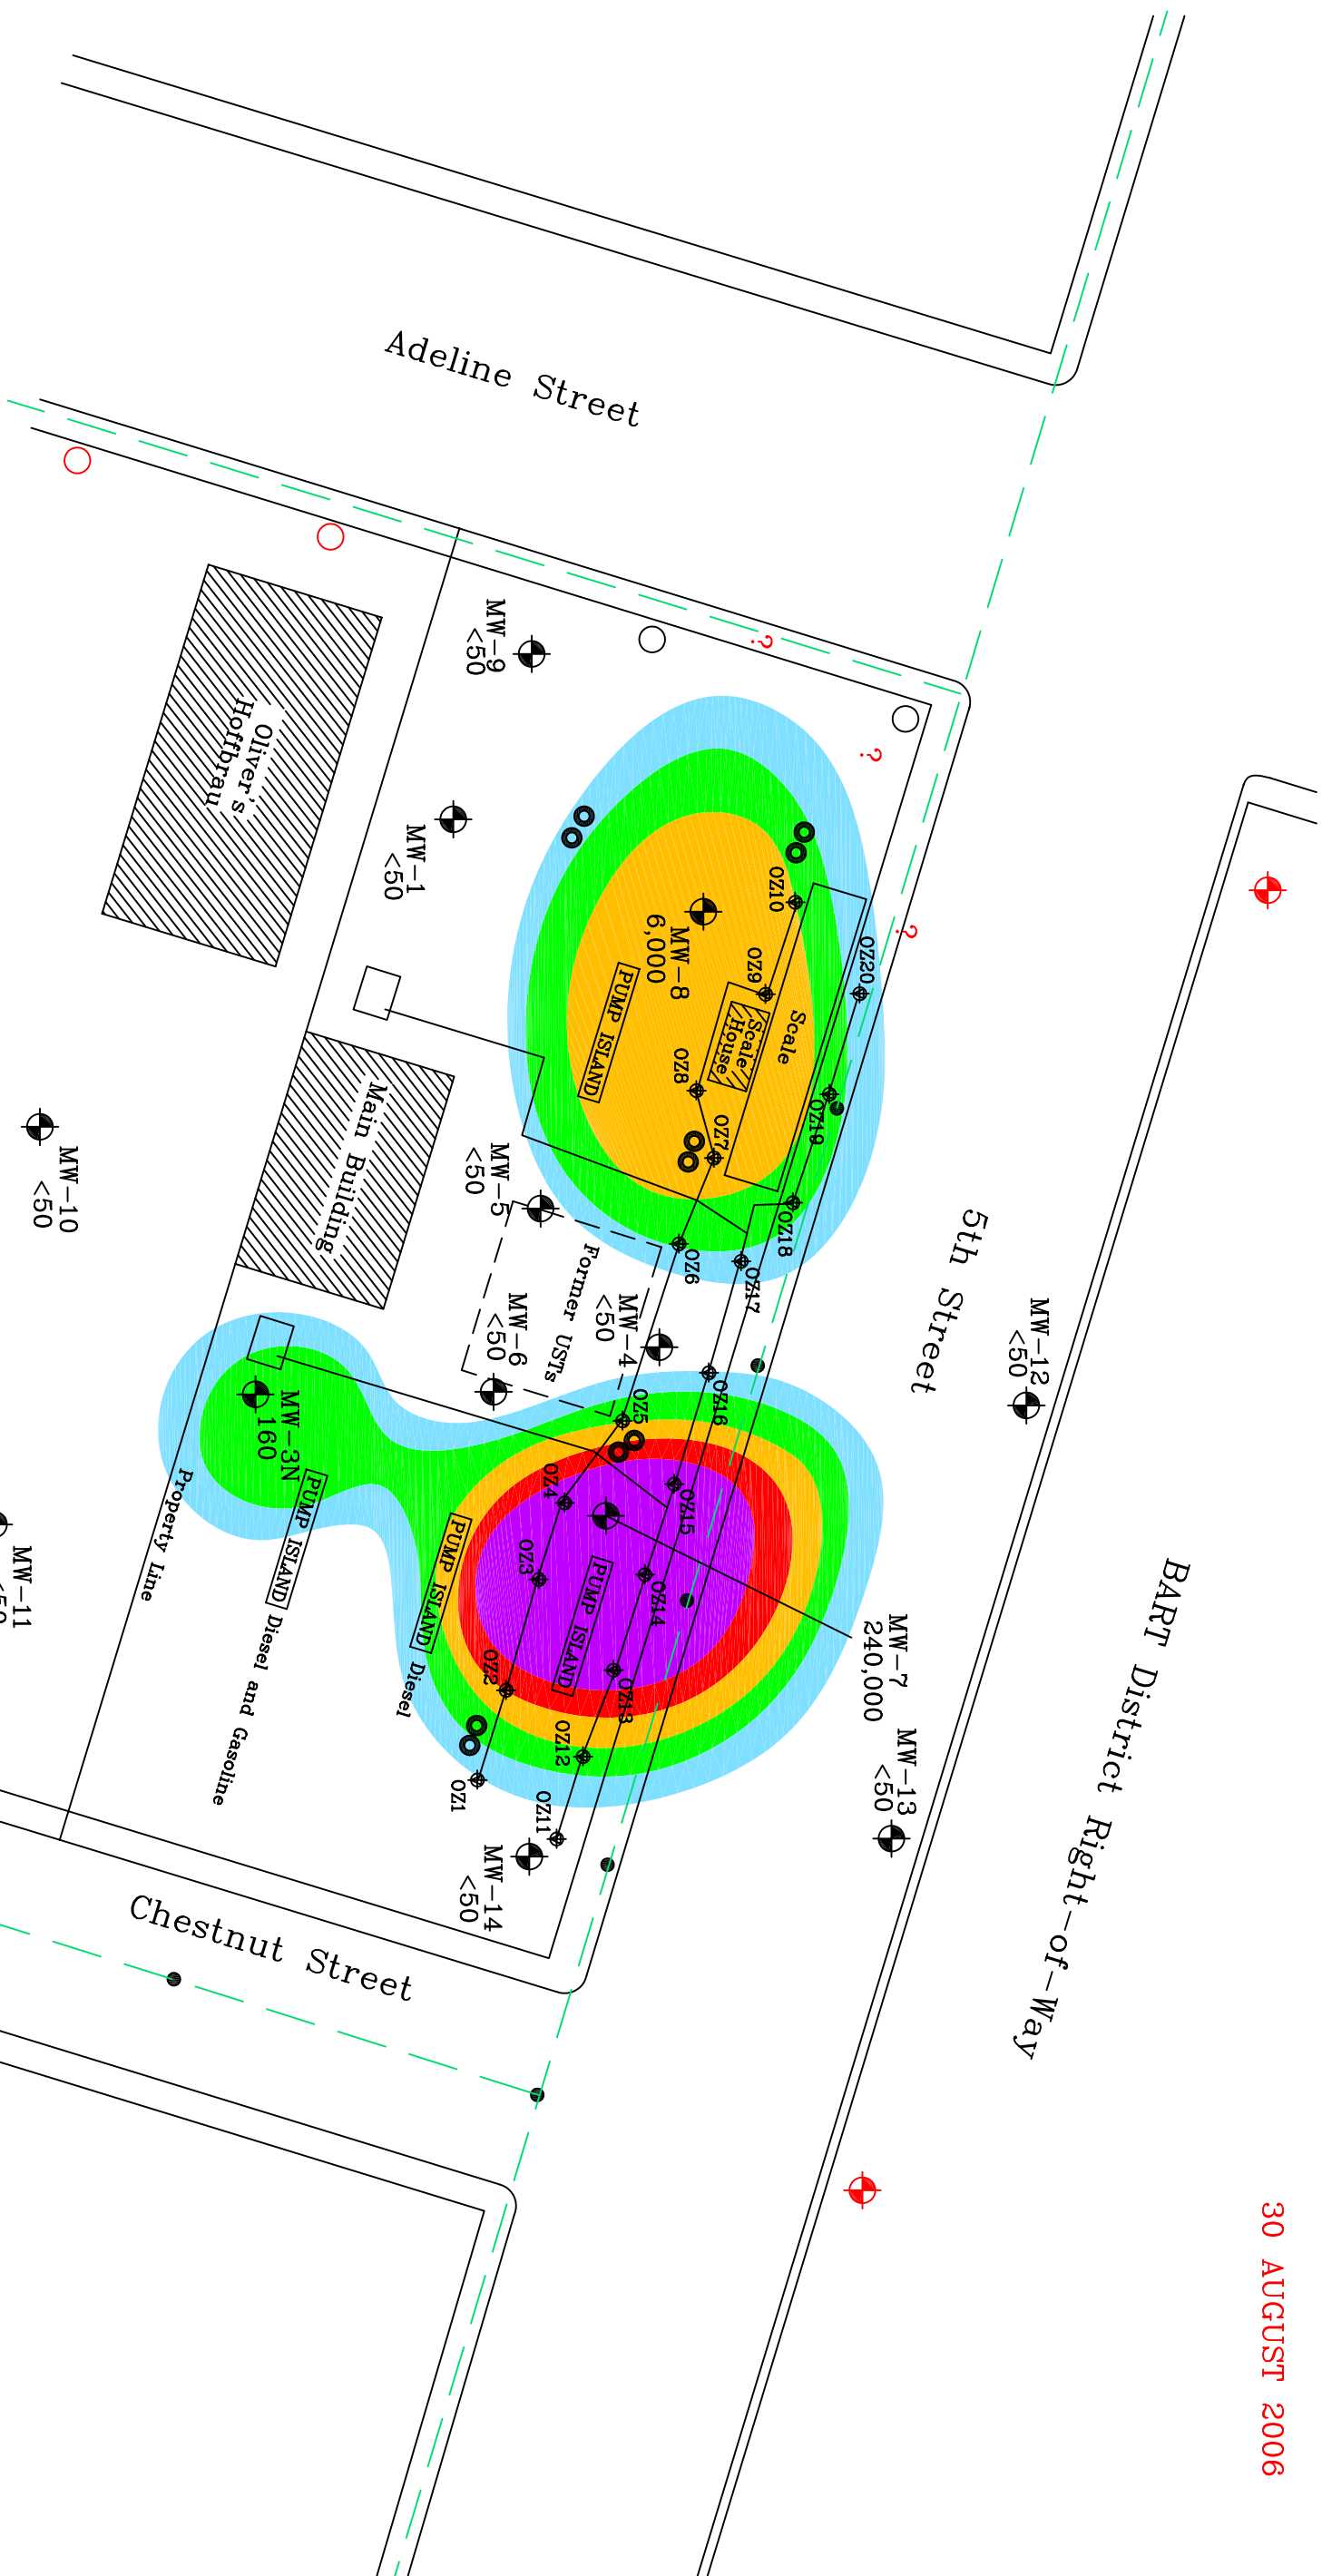 30 AUGUST 2006
BART District Right-of-Way
5th Street
Adeline Street
Chestnut Street
MW-12
<50
MW-13
<50
MW-7
240,000
MW-14
<50
MW-9
<50
MW-1
<50
MW-8
6,000
MW-5
<50
MW-6
<50
MW-4
<50
MW-3N
160
MW-10
<50
MW-11
OZ20
OZ19
OZ18
OZ17
OZ16
OZ15
OZ14
OZ13
OZ12
OZ11
OZ10
OZ9
OZ8
OZ7
OZ6
OZ5
OZ4
OZ3
OZ2
OZ1
Scale
Scale
House
PUMP ISLAND
PUMP ISLAND
PUMP ISLAND
Diesel
PUMP ISLAND
Diesel and Gasoline
Former USTs
Main Building
Oliver's
Hoffbrau
Property Line
?
?
?